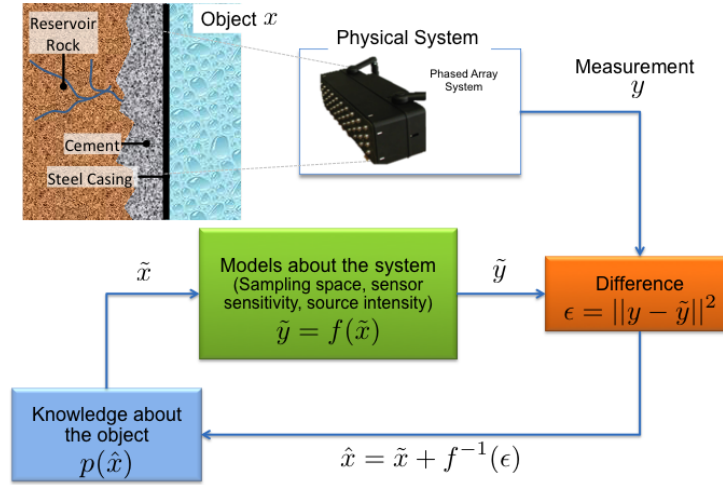 Reservoir
Rock
Cement
Steel Casing
Object x
Physical System
Phased Array
System
Measurement
y
x̃
Models about the system
(Sampling space, sensor
sensitivity, source intensity)
ỹ = f(x̃)
ỹ
Difference
ϵ = ||y − ỹ||²
Knowledge about
the object
p(x̂)
x̂ = x̃ + f⁻¹(ϵ)